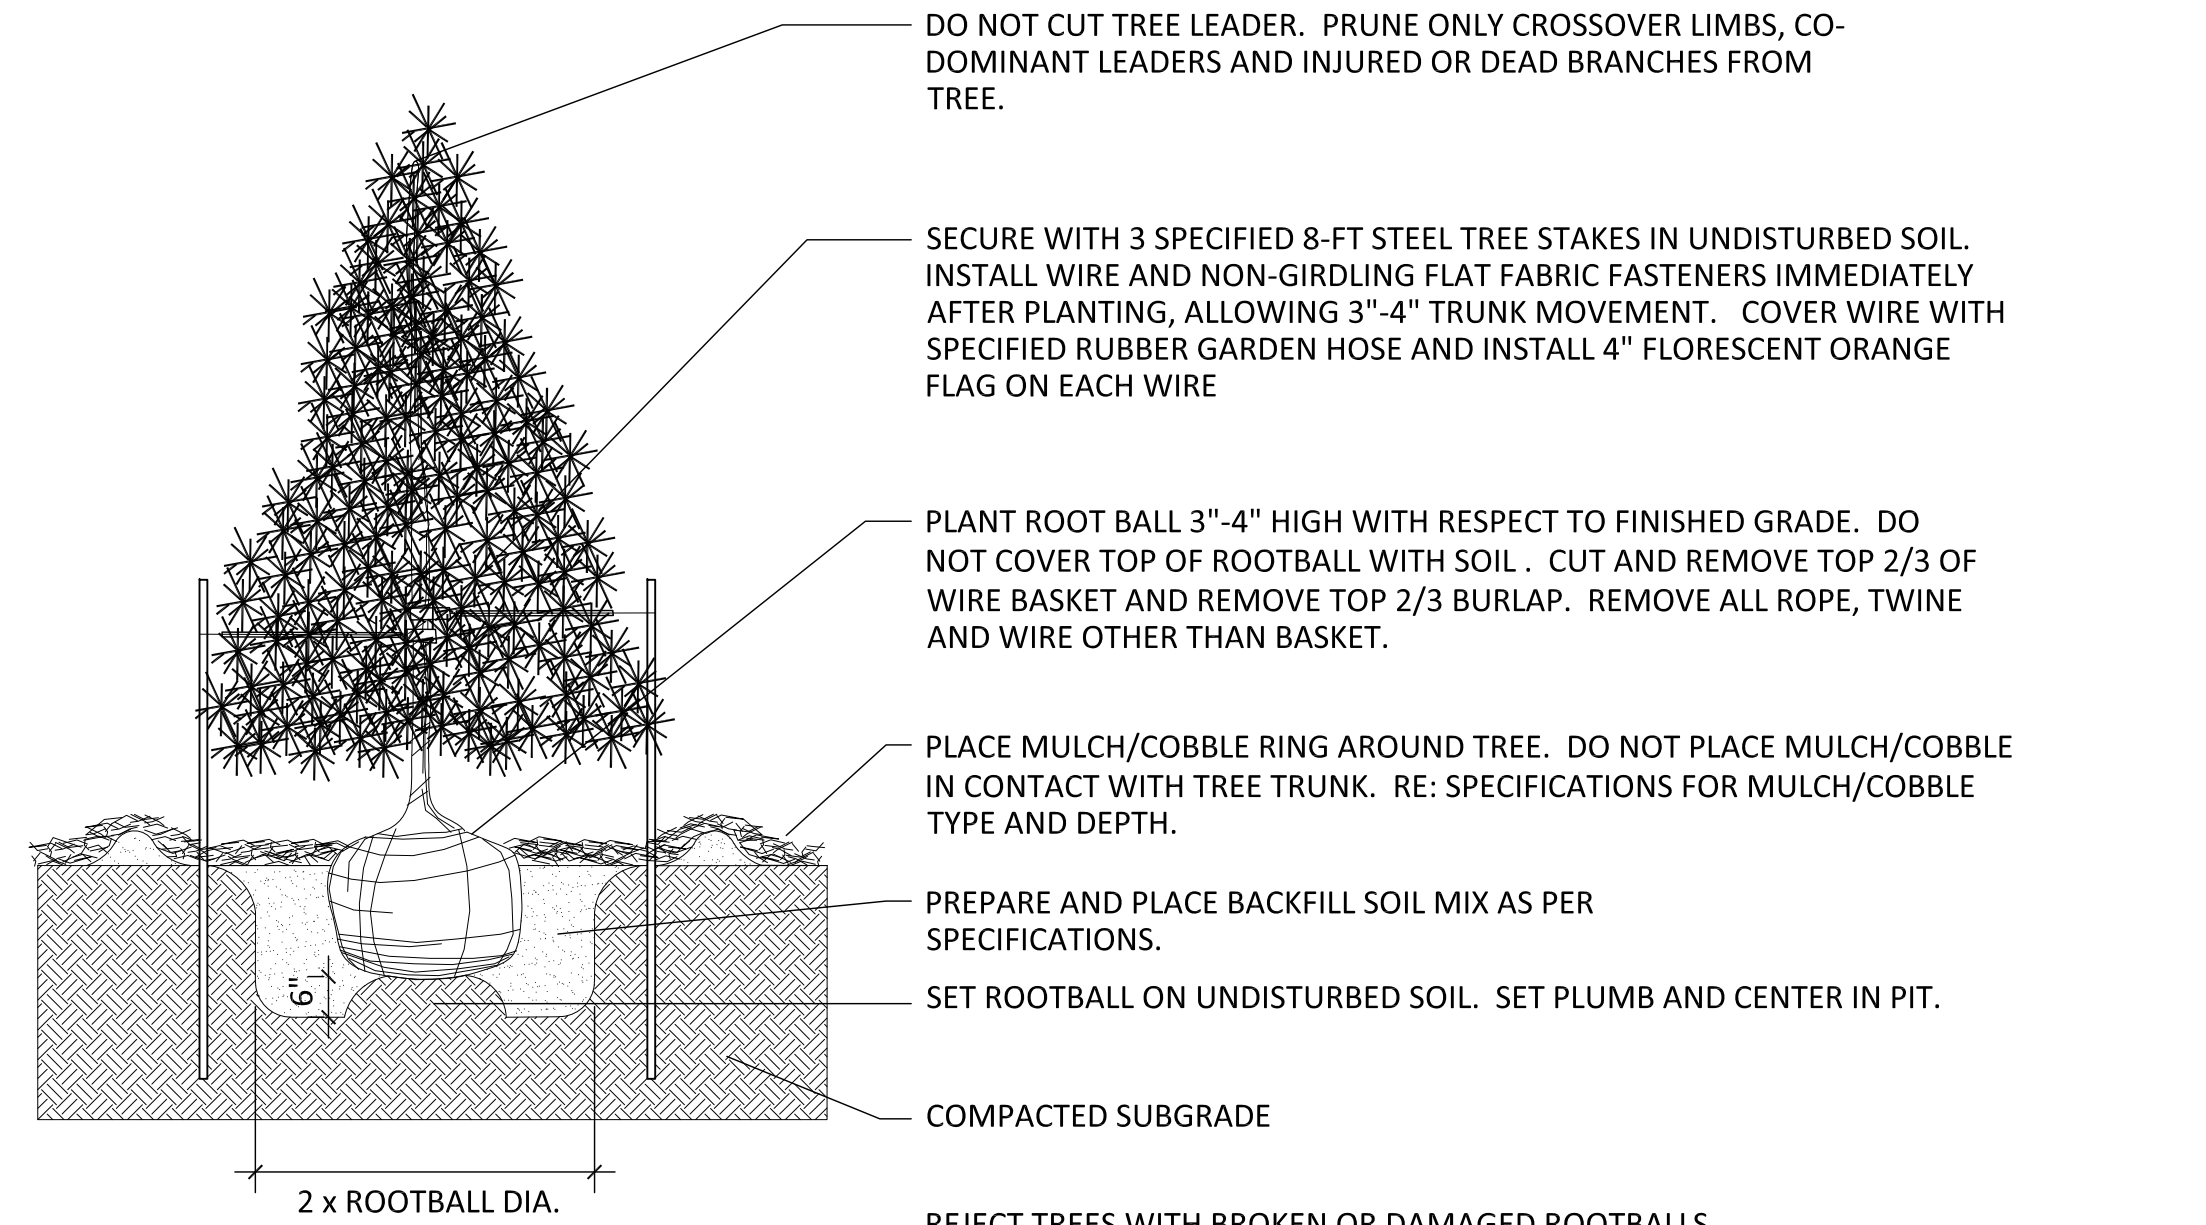 DO NOT CUT TREE LEADER.  PRUNE ONLY CROSSOVER LIMBS, CO-
DOMINANT LEADERS AND INJURED OR DEAD BRANCHES FROM
TREE.
SECURE WITH 3 SPECIFIED 8-FT STEEL TREE STAKES IN UNDISTURBED SOIL.
INSTALL WIRE AND NON-GIRDLING FLAT FABRIC FASTENERS IMMEDIATELY
AFTER PLANTING, ALLOWING 3"-4" TRUNK MOVEMENT.   COVER WIRE WITH
SPECIFIED RUBBER GARDEN HOSE AND INSTALL 4" FLORESCENT ORANGE
FLAG ON EACH WIRE
PLANT ROOT BALL 3"-4" HIGH WITH RESPECT TO FINISHED GRADE.  DO
NOT COVER TOP OF ROOTBALL WITH SOIL .  CUT AND REMOVE TOP 2/3 OF
WIRE BASKET AND REMOVE TOP 2/3 BURLAP.  REMOVE ALL ROPE, TWINE
AND WIRE OTHER THAN BASKET.
PLACE MULCH/COBBLE RING AROUND TREE.  DO NOT PLACE MULCH/COBBLE
IN CONTACT WITH TREE TRUNK.  RE: SPECIFICATIONS FOR MULCH/COBBLE
TYPE AND DEPTH.
PREPARE AND PLACE BACKFILL SOIL MIX AS PER
SPECIFICATIONS.
6"
SET ROOTBALL ON UNDISTURBED SOIL.  SET PLUMB AND CENTER IN PIT.
COMPACTED SUBGRADE
2 x ROOTBALL DIA.
REJECT TREES WITH BROKEN OR DAMAGED ROOTBALLS